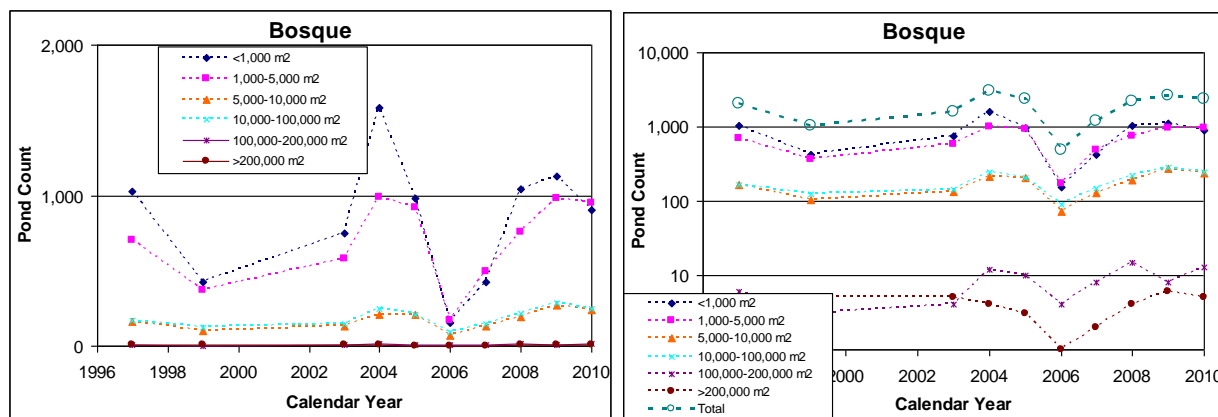 Bosque
2,000
1,000
0
Pond Count
<1,000 m2
1,000-5,000 m2
5,000-10,000 m2
10,000-100,000 m2
100,000-200,000 m2
>200,000 m2
1996 1998 2000 2002 2004 2006 2008 2010
Calendar Year
Bosque
10,000
1,000
100
10
Pond Count
<1,000 m2
1,000-5,000 m2
5,000-10,000 m2
10,000-100,000 m2
100,000-200,000 m2
>200,000 m2
Total
2000 2002 2004 2006 2008 2010
Calendar Year